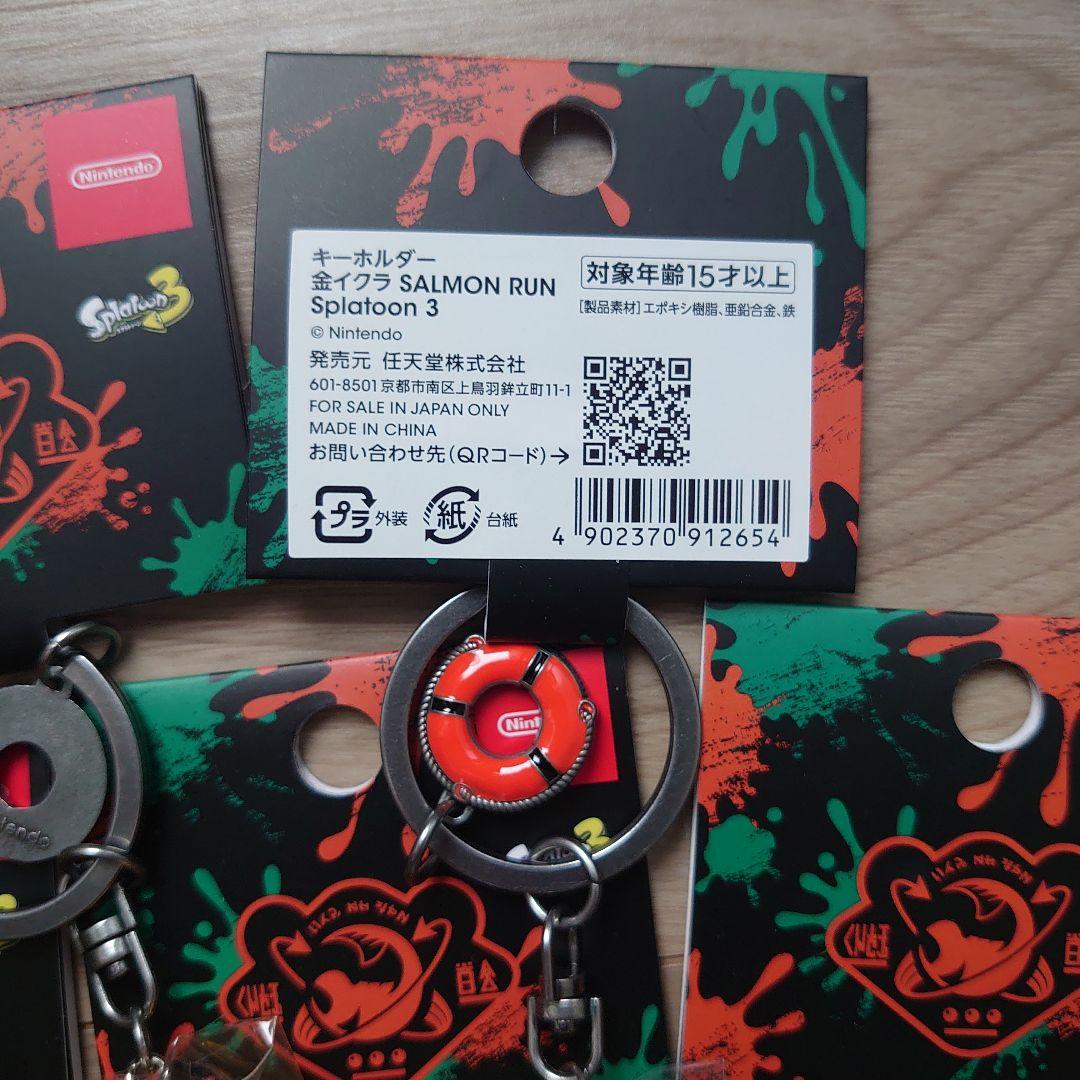 Nintendo
Splatoon 3
キーホルダー
金イクラ SALMON RUN
Splatoon 3
© Nintendo
対象年齢15才以上
[製品素材]エポキシ樹脂、亜鉛合金、鉄
発売元 任天堂株式会社
601-8501 京都市南区上鳥羽鉾立町11-1
FOR SALE IN JAPAN ONLY
MADE IN CHINA
お問い合わせ先(QRコード)→
プラ 外装
紙 台紙
4 902370 912654
Nint
3
ntendo